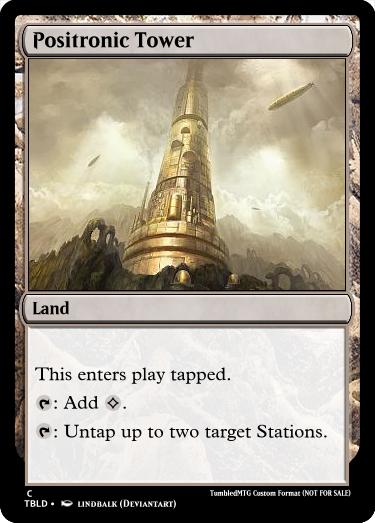 Positronic Tower
Land
This enters play tapped.
: Add .
: Untap up to two target Stations.
C
TBLD • LINDBALK (DEVIANTART)
TumbledMTG Custom Format (NOT FOR SALE)